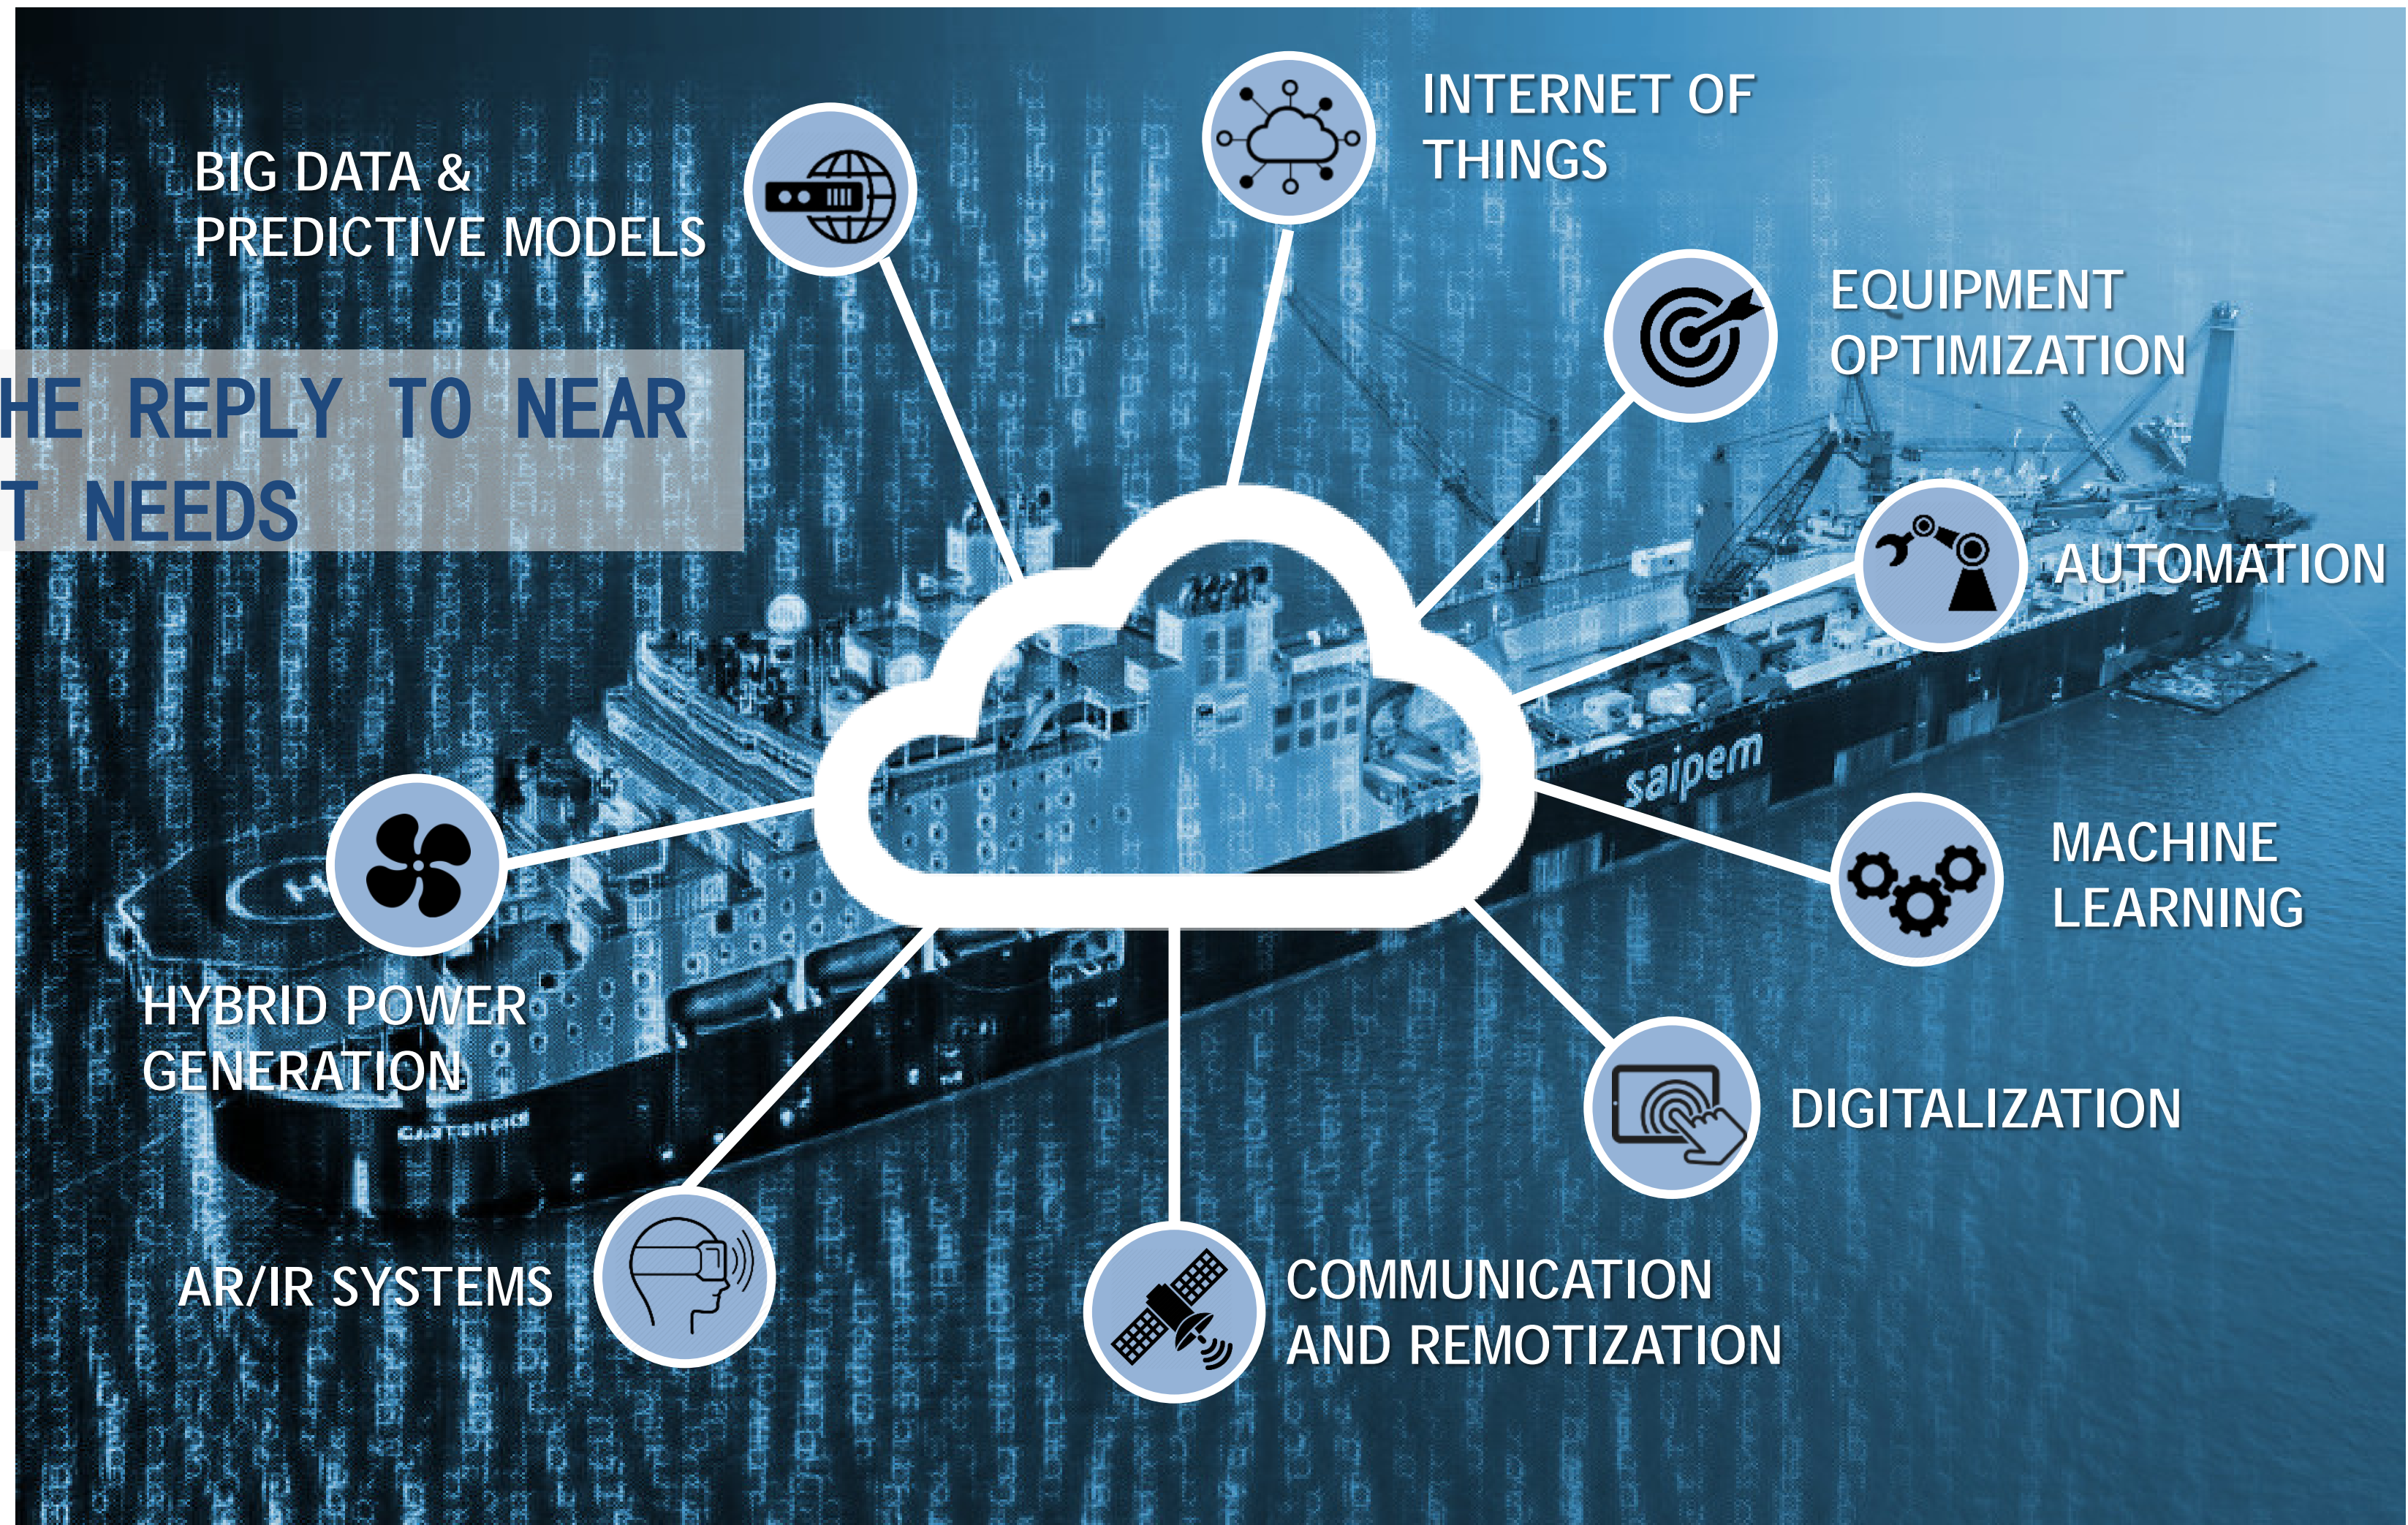 INTERNET OF
THINGS
BIG DATA &
PREDICTIVE MODELS
EQUIPMENT
OPTIMIZATION
HE REPLY TO NEAR
T NEEDS
AUTOMATION
saipem
MACHINE
LEARNING
H
HYBRID POWER
GENERATION
DIGITALIZATION
AR/IR SYSTEMS
COMMUNICATION
AND REMOTIZATION